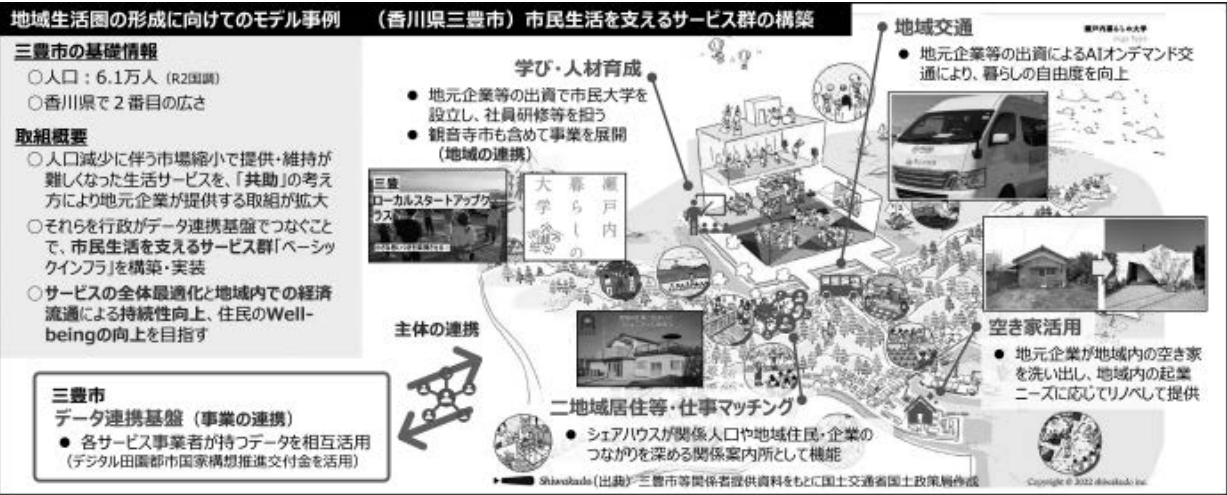 地域生活圏の形成に向けてのモデル事例 （香川県三豊市）市民生活を支えるサービス群の構築
三豊市の基礎情報
○人口：6.1万人（R2国調）
○香川県で２番目の広さ
取組概要
○人口減少に伴う市場縮小で提供・維持が
難しくなった生活サービスを、「共助」の考え
方により地元企業が提供する取組が拡大
○それらを行政がデータ連携基盤でつなぐこと
で、市民生活を支えるサービス群「ベーシッ
クインフラ」を構築・実装
○サービスの全体最適化と地域内での経済
流通による持続性向上、住民のWell-
beingの向上を目指す
三豊市
データ連携基盤（事業の連携）
● 各サービス事業者が持つデータを相互活用
（デジタル田園都市国家構想推進交付金を活用）
主体の連携
学び・人材育成
● 地元企業等の出資で市民大学を
設立し、社員研修等を担う
● 観音寺市も含めて事業を展開
（地域の連携）
三豊
ローカルスタートアップク
ラス
瀬戸内
暮らしの
大学
地域交通
瀬戸内暮らしの大学
● 地元企業等の出資によるAIオンデマンド交
通により、暮らしの自由度を向上
空き家活用
● 地元企業が地域内の空き家
を洗い出し、地域内の起業
ニーズに応じてリノベして提供
二地域居住等・仕事マッチング
● シェアハウスが関係人口や地域住民・企業の
つながりを深める関係案内所として機能
Shiwakudo（出典）三豊市等関係者提供資料をもとに国土交通省国土政策局作成
Copyright © 2022 shiwakudo inc.